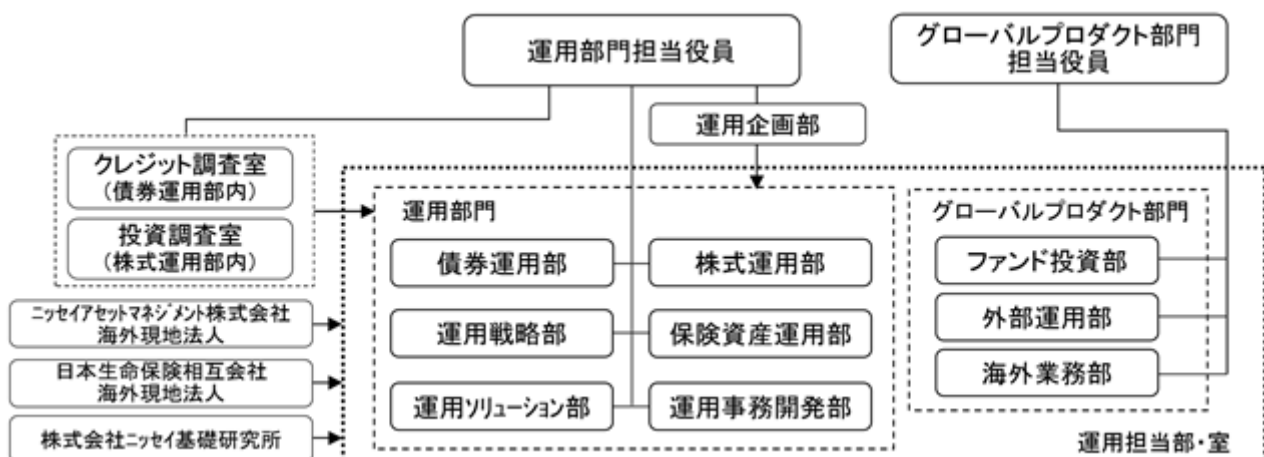 運用部門担当役員
グローバルプロダクト部門
担当役員
運用企画部
クレジット調査室
(債券運用部内)
投資調査室
(株式運用部内)
ニッセイアセットマネジメント株式会社
海外現地法人
日本生命保険相互会社
海外現地法人
株式会社ニッセイ基礎研究所
運用部門
債券運用部
株式運用部
運用戦略部
保険資産運用部
運用ソリューション部
運用事務開発部
グローバルプロダクト部門
ファンド投資部
外部運用部
海外業務部
運用担当部・室